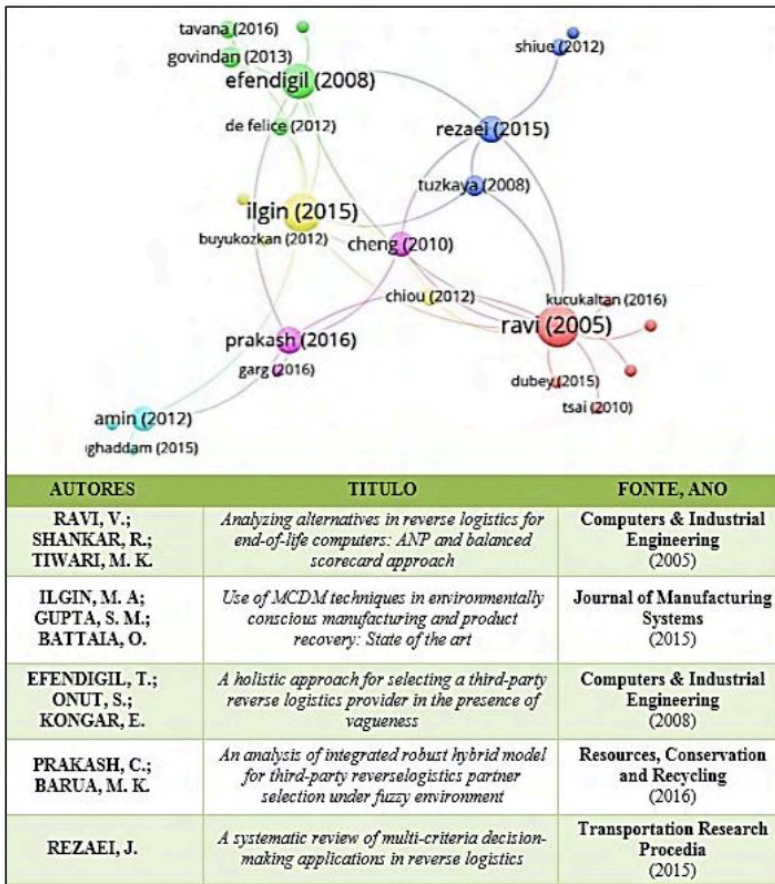 tavana (2016)
govindan (2013)
efendigil (2008)
de felice (2012)
shiue (2012)
rezaei (2015)
tuzkaya (2008)
ilgin (2015)
buyukozkan (2012)
cheng (2010)
chiou (2012)
kucukaltan (2016)
ravi (2005)
prakash (2016)
garg (2016)
dubey (2015)
tsai (2010)
amin (2012)
ghaddam (2015)
AUTORES TITULO FONTE, ANO
RAVI, V.;
SHANKAR, R.;
TIWARI, M. K.
Analyzing alternatives in reverse logistics for
end-of-life computers: ANP and balanced
scorecard approach
Computers & Industrial
Engineering
(2005)
ILGIN, M. A;
GUPTA, S. M.;
BATTAIA, O.
Use of MCDM techniques in environmentally
conscious manufacturing and product
recovery: State of the art
Journal of Manufacturing
Systems
(2015)
EFENDIGIL, T.;
ONUT, S.;
KONGAR, E.
A holistic approach for selecting a third-party
reverse logistics provider in the presence of
vagueness
Computers & Industrial
Engineering
(2008)
PRAKASH, C.;
BARUA, M. K.
An analysis of integrated robust hybrid model
for third-party reverselogistics partner
selection under fuzzy environment
Resources, Conservation
and Recycling
(2016)
REZAEI, J.
A systematic review of multi-criteria decision-
making applications in reverse logistics
Transportation Research
Procedia
(2015)